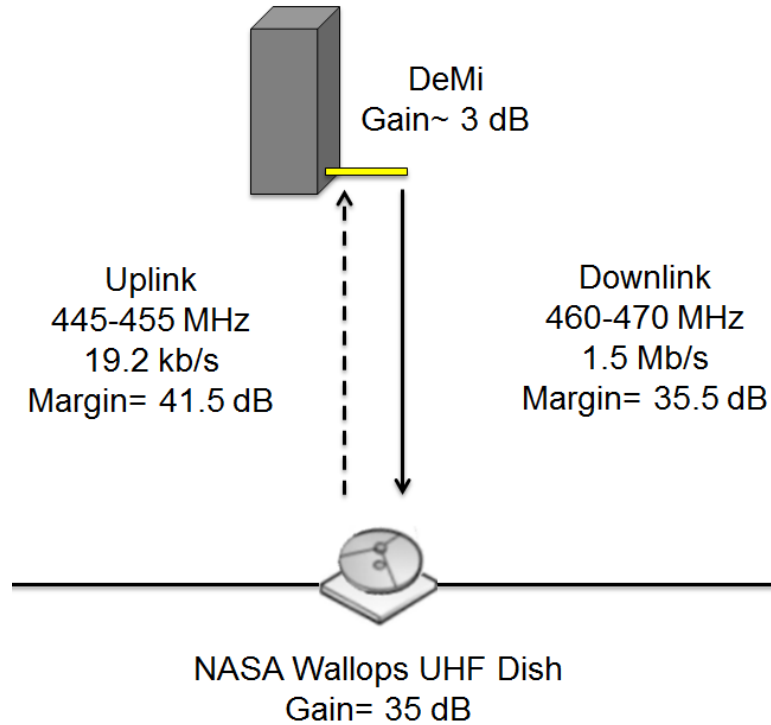 DeMi
Gain~ 3 dB
Uplink
445-455 MHz
19.2 kb/s
Margin= 41.5 dB
Downlink
460-470 MHz
1.5 Mb/s
Margin= 35.5 dB
NASA Wallops UHF Dish
Gain= 35 dB